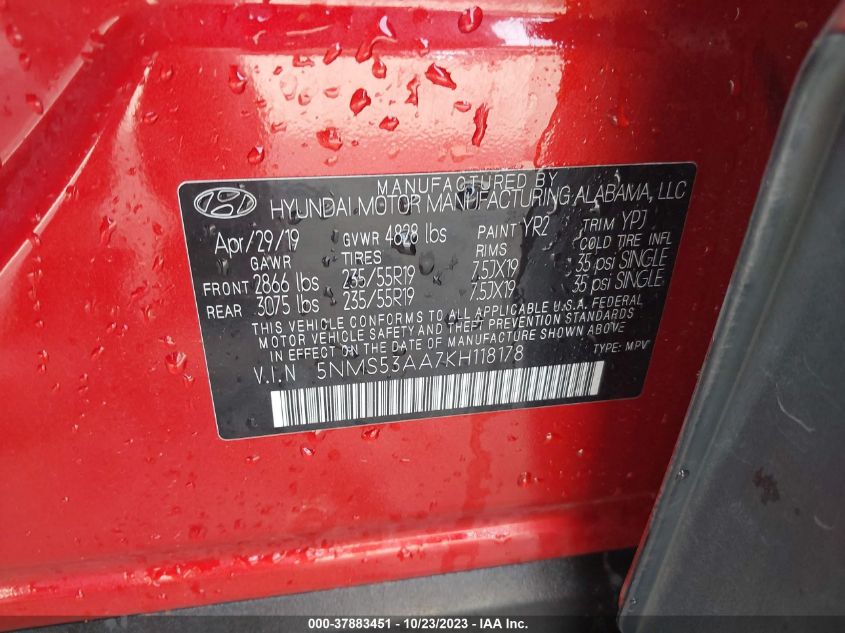 MANUFACTURED BY
HYUNDAI MOTOR MANUFACTURING ALABAMA, LLC
Apr/29/19 GVWR 4828 lbs PAINT YR2 TRIM YPJ
GAWR TIRES RIMS COLD TIRE INFL
FRONT 2866 lbs 235/55R19 7.5JX19 35 psi SINGLE
REAR 3075 lbs 235/55R19 7.5JX19 35 psi SINGLE
THIS VEHICLE CONFORMS TO ALL APPLICABLE U.S.A. FEDERAL
MOTOR VEHICLE SAFETY AND THEFT PREVENTION STANDARDS
IN EFFECT ON THE DATE OF MANUFACTURE SHOWN ABOVE
V.I.N 5NMS53AA7KH118178 TYPE: MPV
000-37883451 - 10/23/2023 - IAA Inc.